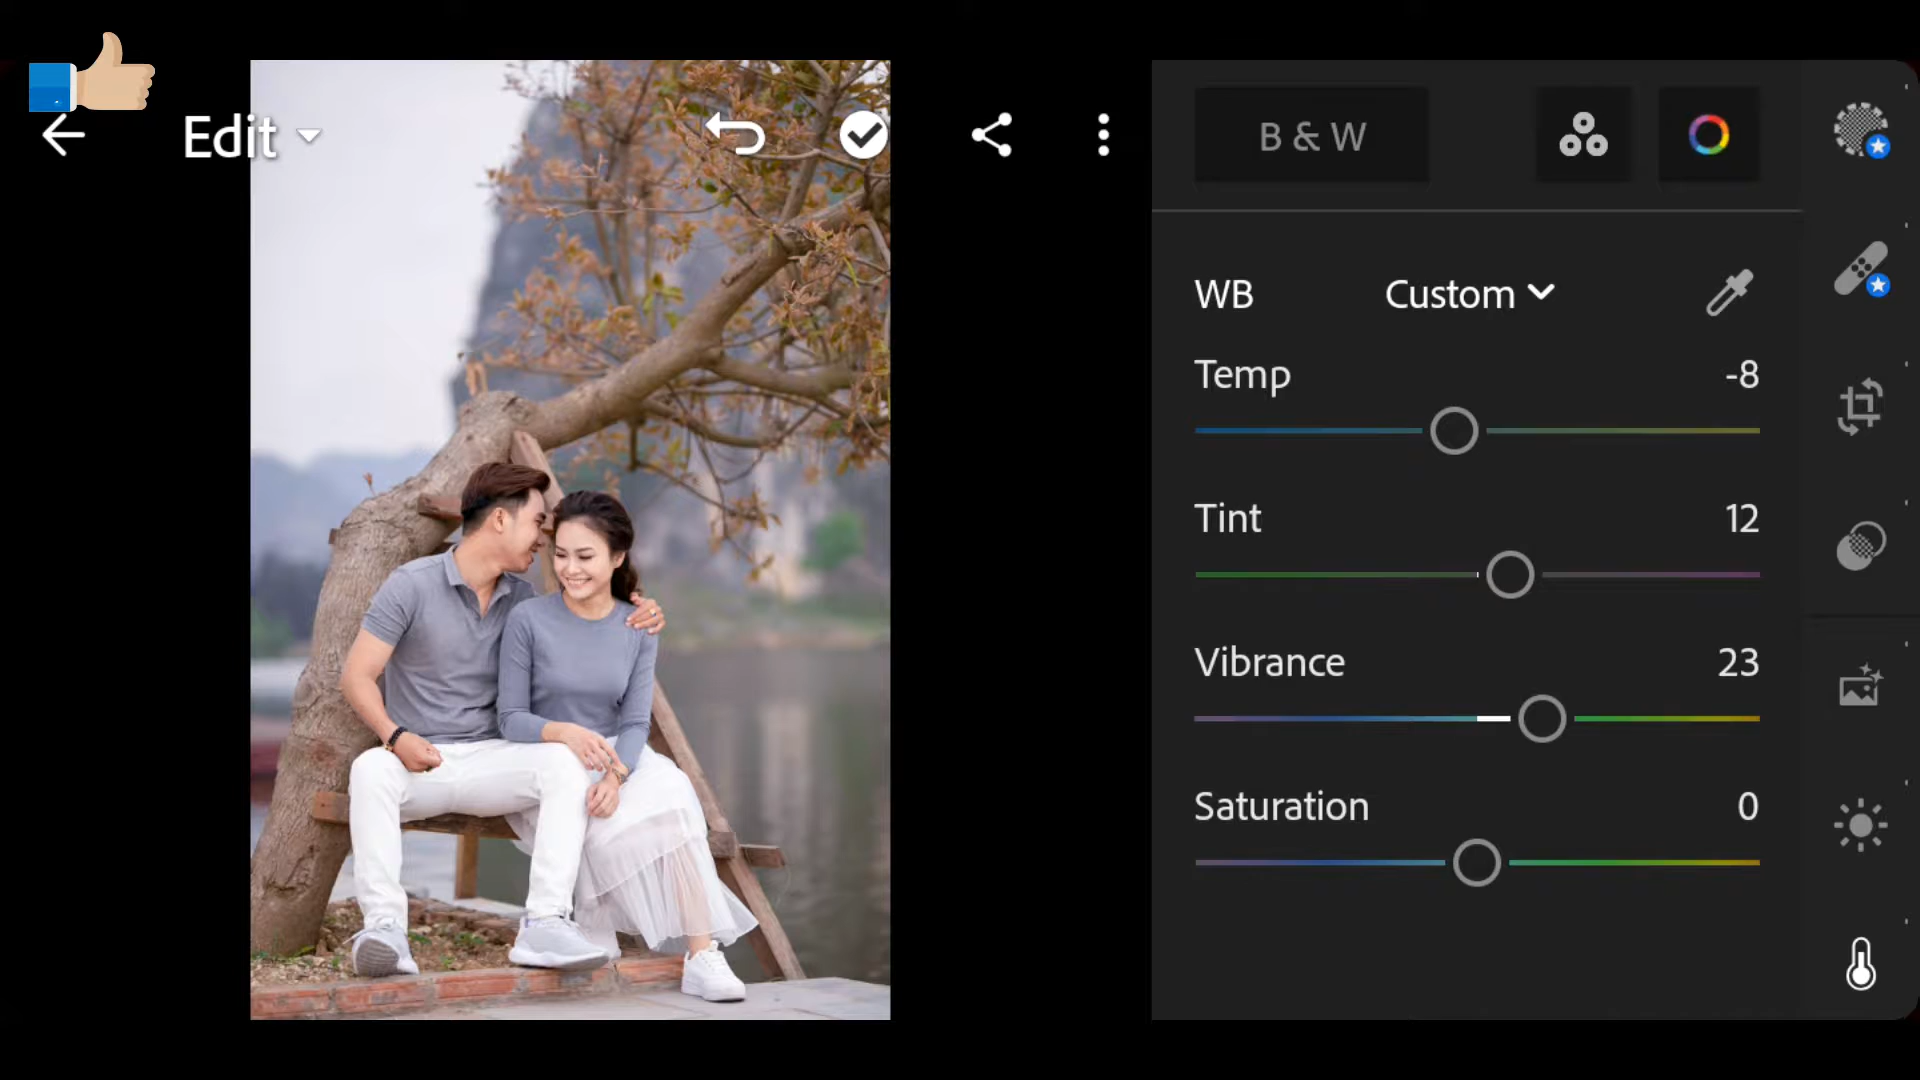 Edit
B & W
WB Custom
Temp -8
Tint 12
Vibrance 23
Saturation 0